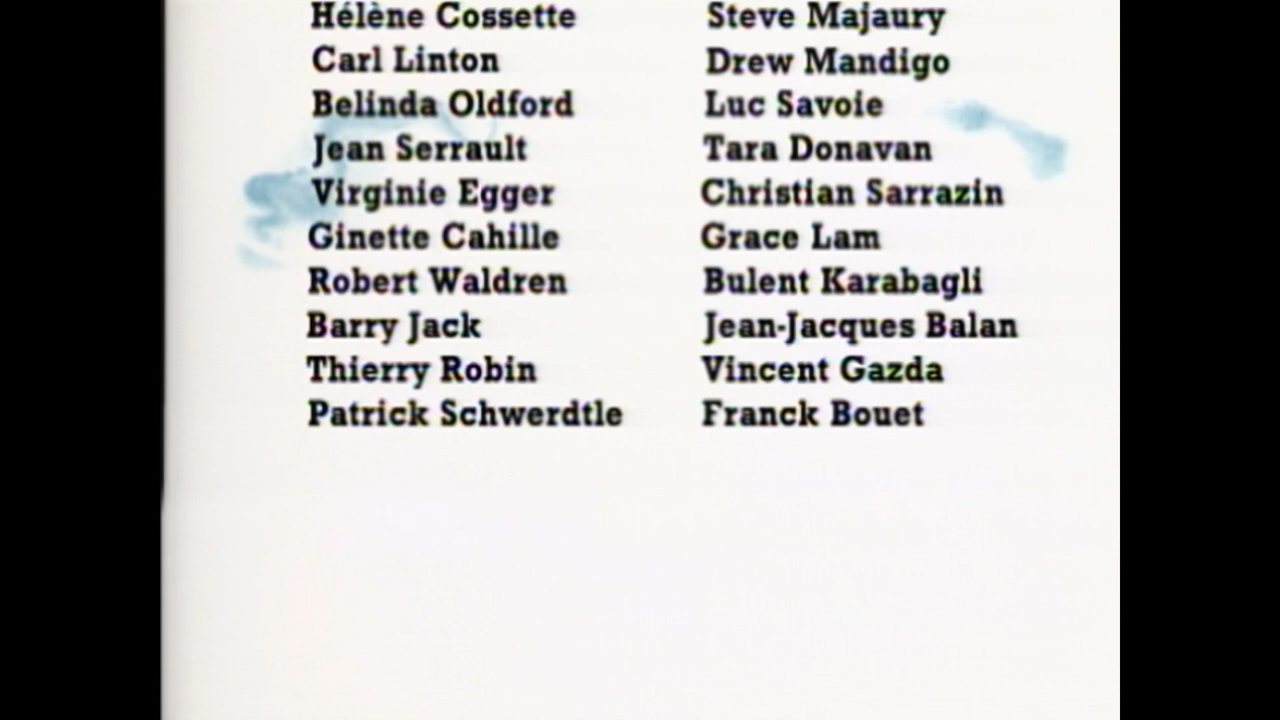 Hélène Cossette Steve Majaury
Carl Linton Drew Mandigo
Belinda Oldford Luc Savoie
Jean Serrault Tara Donavan
Virginie Egger Christian Sarrazin
Ginette Cahille Grace Lam
Robert Waldren Bulent Karabagli
Barry Jack Jean-Jacques Balan
Thierry Robin Vincent Gazda
Patrick Schwerdtle Franck Bouet